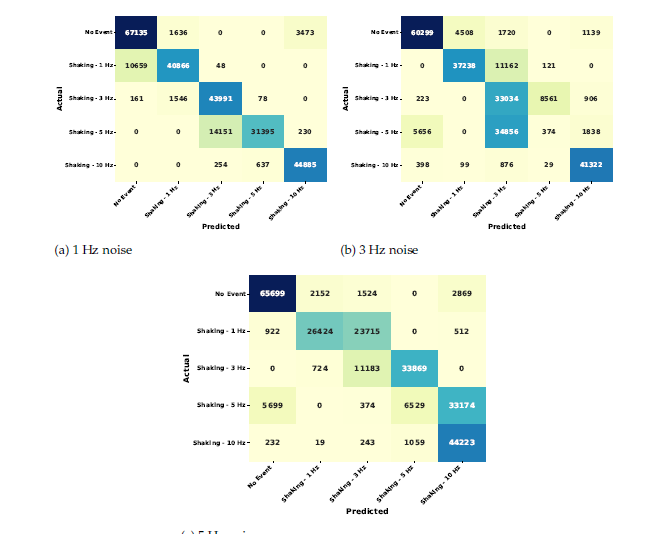 No Event 67135 1636 0 0 3473
Shaking - 1 Hz 10659 40866 48 0 0
Shaking - 3 Hz 161 1546 43991 78 0
Shaking - 5 Hz 0 0 14151 31395 230
Shaking - 10 Hz 0 0 254 637 44885
Actual
No Event Shaking - 1 Hz Shaking - 3 Hz Shaking - 5 Hz Shaking - 10 Hz
Predicted
(a) 1 Hz noise
No Event 60299 4508 1720 0 1139
Shaking - 1 Hz 0 37238 11162 121 0
Shaking - 3 Hz 223 0 33034 8561 906
Shaking - 5 Hz 5656 0 34856 374 1838
Shaking - 10 Hz 398 99 876 29 41322
Actual
No Event Shaking - 1 Hz Shaking - 3 Hz Shaking - 5 Hz Shaking - 10 Hz
Predicted
(b) 3 Hz noise
No Event 65699 2152 1524 0 2869
Shaking - 1 Hz 922 26424 23715 0 512
Shaking - 3 Hz 0 724 11183 33869 0
Shaking - 5 Hz 5699 0 374 6529 33174
Shaking - 10 Hz 232 19 243 1059 44223
Actual
No Event Shaking - 1 Hz Shaking - 3 Hz Shaking - 5 Hz Shaking - 10 Hz
Predicted